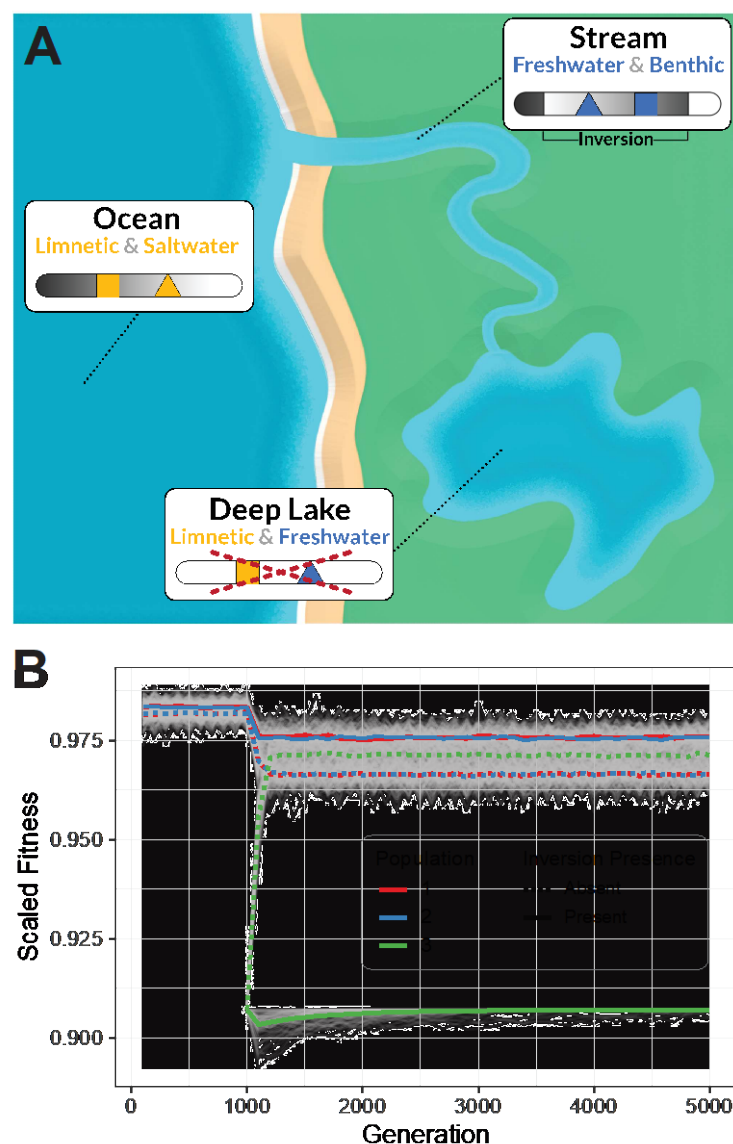 A
Stream
Freshwater & Benthic
Inversion
Ocean
Limnetic & Saltwater
Deep Lake
Limnetic & Freshwater
B
Scaled Fitness
0.975
0.950
0.925
0.900
Population
1
2
3
Inversion Presence
Absent
Present
0
1000
2000
3000
4000
5000
Generation